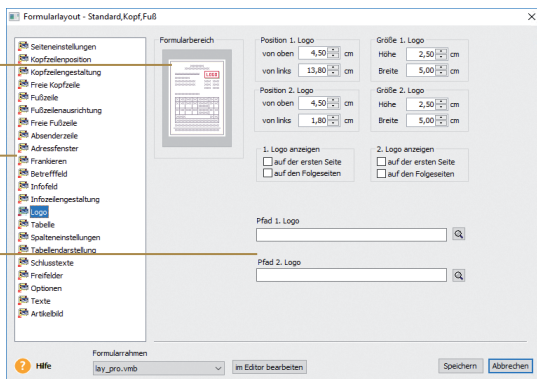 Formularlayout - Standard,Kopf,Fuß
Seiteneinstellungen
Kopfzeilenposition
Kopfzeilengestaltung
Freie Kopfzeile
Fußzeile
Fußzeilenausrichtung
Freie Fußzeile
Absenderzeile
Adressfenster
Frankieren
Betrefffeld
Infofeld
Infozeilengestaltung
Logo
Tabelle
Spalteneinstellungen
Tabellendarstellung
Schlusstexte
Freifelder
Optionen
Texte
Artikelbild
Formularbereich
LOGO
Position 1. Logo
von oben 4,50 cm
von links 13,80 cm
Größe 1. Logo
Höhe 2,50 cm
Breite 5,00 cm
Position 2. Logo
von oben 4,50 cm
von links 1,80 cm
Größe 2. Logo
Höhe 2,50 cm
Breite 5,00 cm
1. Logo anzeigen
auf der ersten Seite
auf den Folgeseiten
2. Logo anzeigen
auf der ersten Seite
auf den Folgeseiten
Pfad 1. Logo
Pfad 2. Logo
Hilfe
Formularrahmen
lay_pro.vmb
im Editor bearbeiten
Speichern
Abbrechen